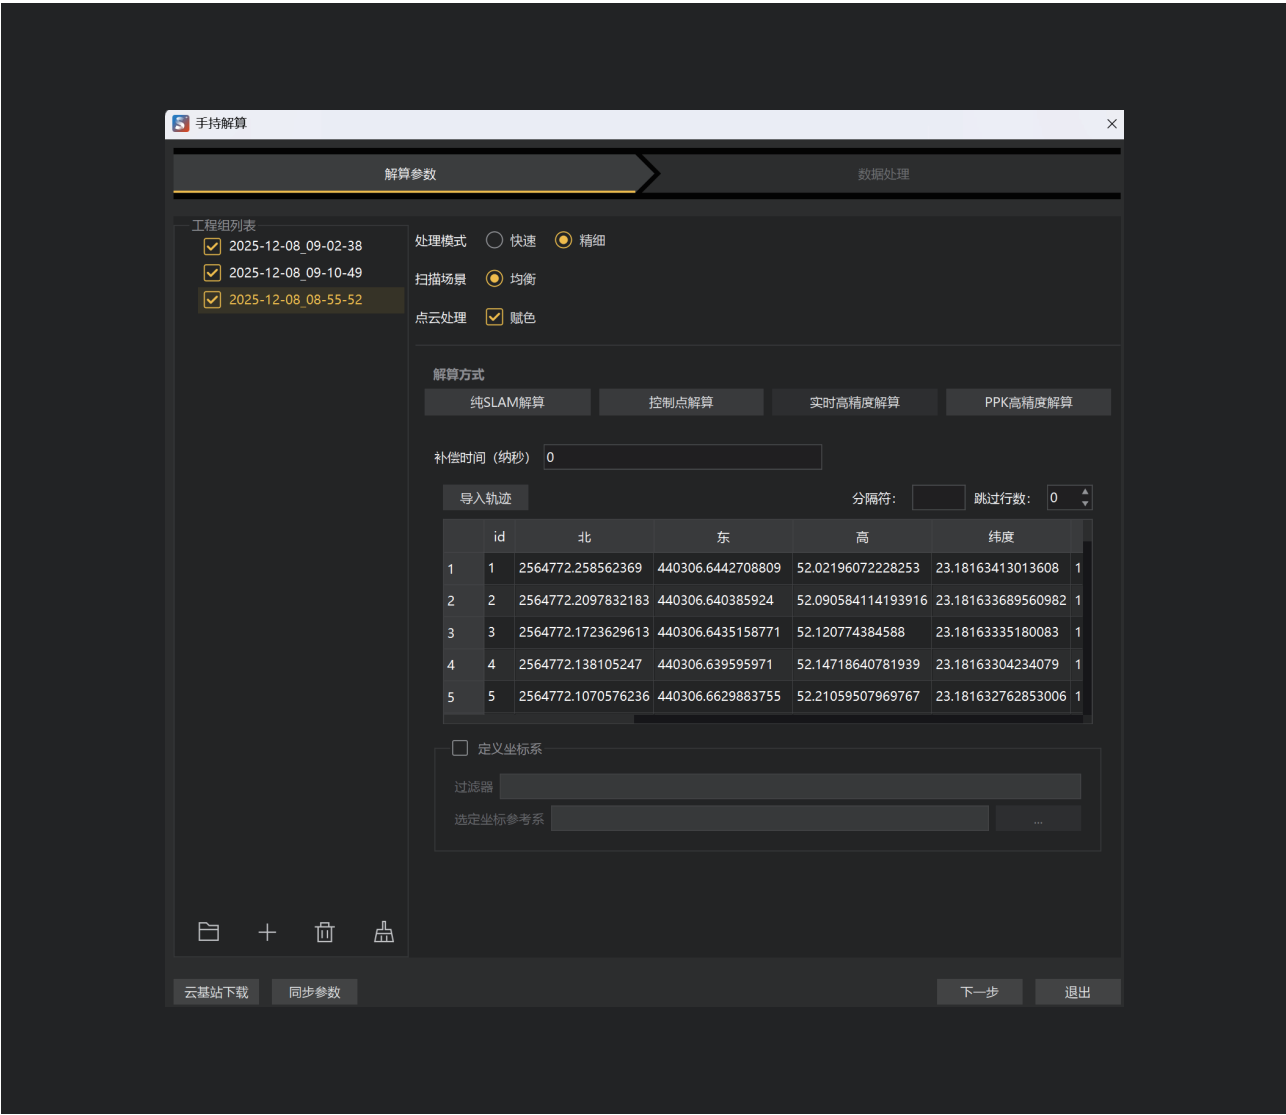 手持解算
解算参数
数据处理
工程组列表
2025-12-08_09-02-38
2025-12-08_09-10-49
2025-12-08_08-55-52
处理模式 快速 精细
扫描场景 均衡
点云处理 赋色
解算方式
纯SLAM解算 控制点解算 实时高精度解算 PPK高精度解算
补偿时间（纳秒） 0
导入轨迹 分隔符： 跳过行数： 0
id 北 东 高 纬度
1 1 2564772.258562369 440306.6442708809 52.02196072228253 23.18163413013608 1
2 2 2564772.2097832183 440306.640385924 52.090584114193916 23.181633689560982 1
3 3 2564772.1723629613 440306.6435158771 52.120774384588 23.18163335180083 1
4 4 2564772.138105247 440306.639595971 52.14718640781939 23.18163304234079 1
5 5 2564772.1070576236 440306.6629883755 52.21059507969767 23.181632762853006 1
定义坐标系
过滤器
选定坐标参考系 ...
云基站下载 同步参数 下一步 退出